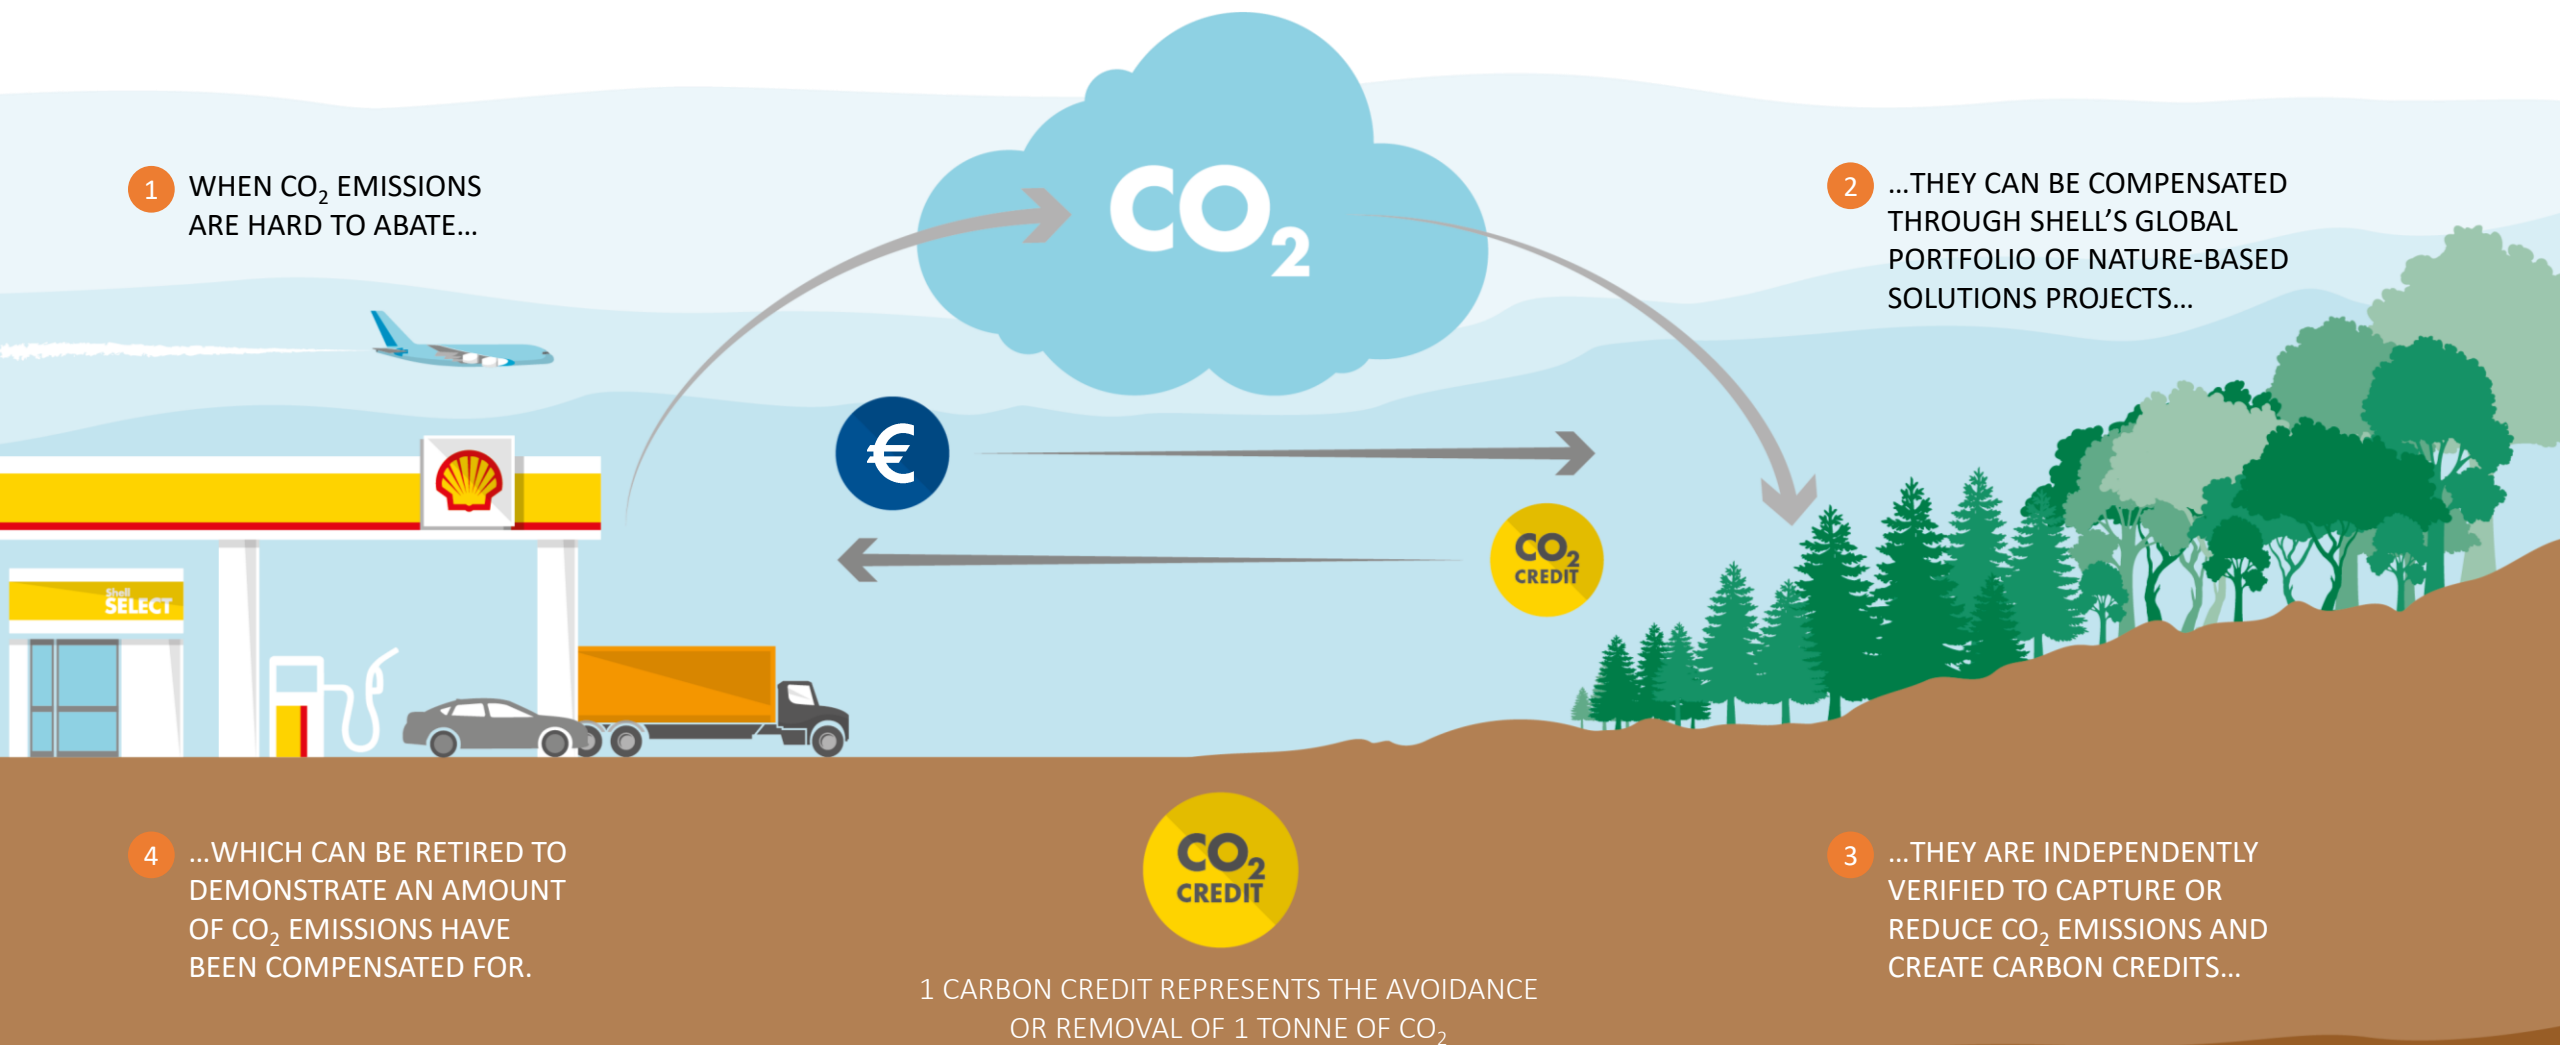 1
WHEN CO₂ EMISSIONS
ARE HARD TO ABATE...
CO₂
2
...THEY CAN BE COMPENSATED
THROUGH SHELL'S GLOBAL
PORTFOLIO OF NATURE-BASED
SOLUTIONS PROJECTS...
€
CO₂
CREDIT
Shell
SELECT
3
...THEY ARE INDEPENDENTLY
VERIFIED TO CAPTURE OR
REDUCE CO₂ EMISSIONS AND
CREATE CARBON CREDITS...
4
...WHICH CAN BE RETIRED TO
DEMONSTRATE AN AMOUNT
OF CO₂ EMISSIONS HAVE
BEEN COMPENSATED FOR.
CO₂
CREDIT
1 CARBON CREDIT REPRESENTS THE AVOIDANCE
OR REMOVAL OF 1 TONNE OF CO₂